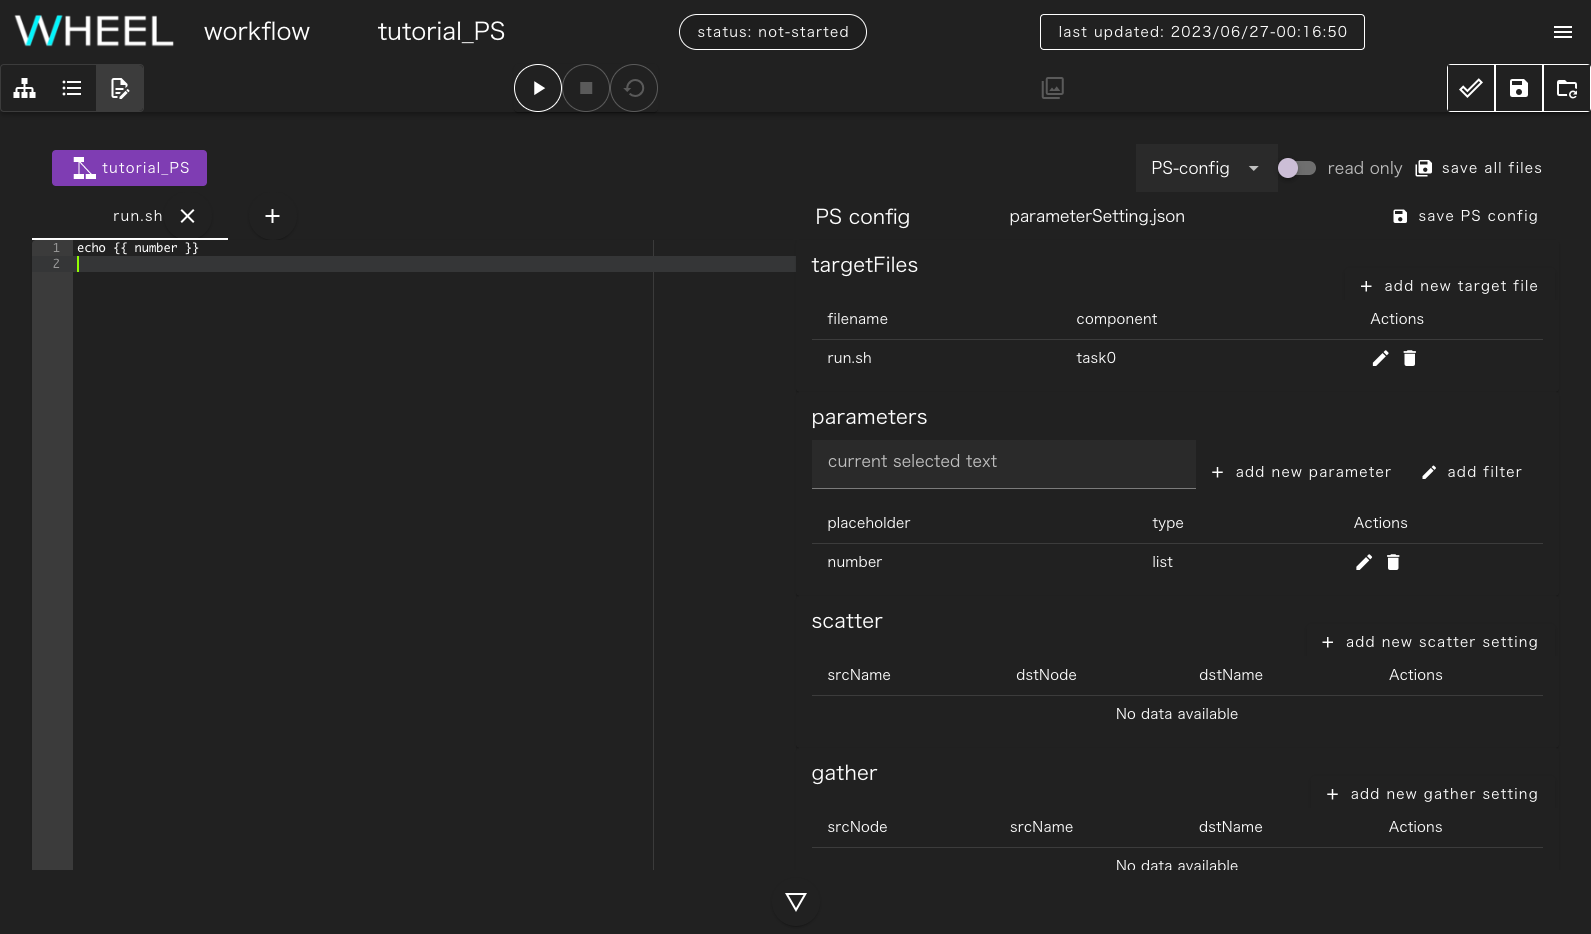 WHEEL workflow tutorial_PS status: not-started last updated: 2023/06/27-00:16:50
tutorial_PS PS-config read only save all files
run.sh
1 echo {{ number }}
2
PS config parameterSetting.json save PS config
targetFiles
+ add new target file
filename component Actions
run.sh task0
parameters
current selected text + add new parameter add filter
placeholder type Actions
number list
scatter
+ add new scatter setting
srcName dstNode dstName Actions
No data available
gather
+ add new gather setting
srcNode srcName dstName Actions
No data available